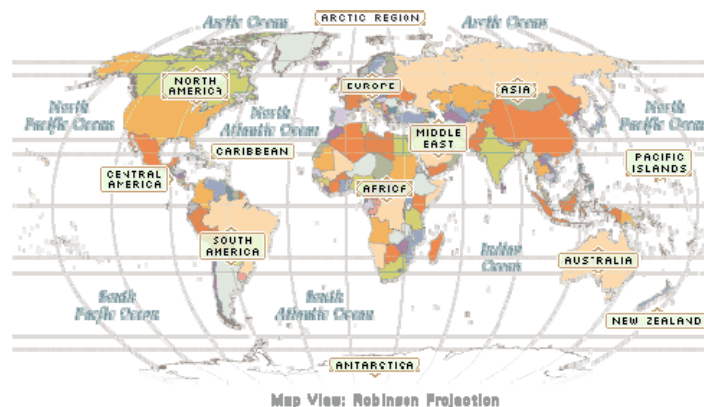 Arctic Ocean
ARCTIC REGION
Arctic Ocean
NORTH
AMERICA
EUROPE
ASIA
North
Pacific Ocean
North
Atlantic Ocean
North
Pacific Ocean
MIDDLE
EAST
CARIBBEAN
PACIFIC
ISLANDS
CENTRAL
AMERICA
AFRICA
SOUTH
AMERICA
Indian
Ocean
AUSTRALIA
South
Pacific Ocean
South
Atlantic Ocean
NEW ZEALAND
ANTARCTICA
Map View: Robinson Projection